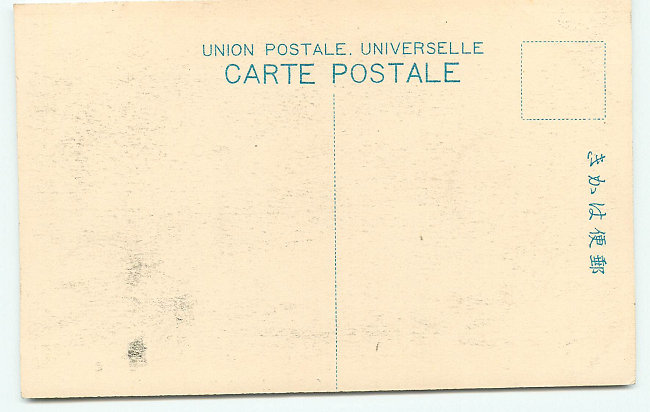 UNION POSTALE. UNIVERSELLE
CARTE POSTALE
郵便はかき